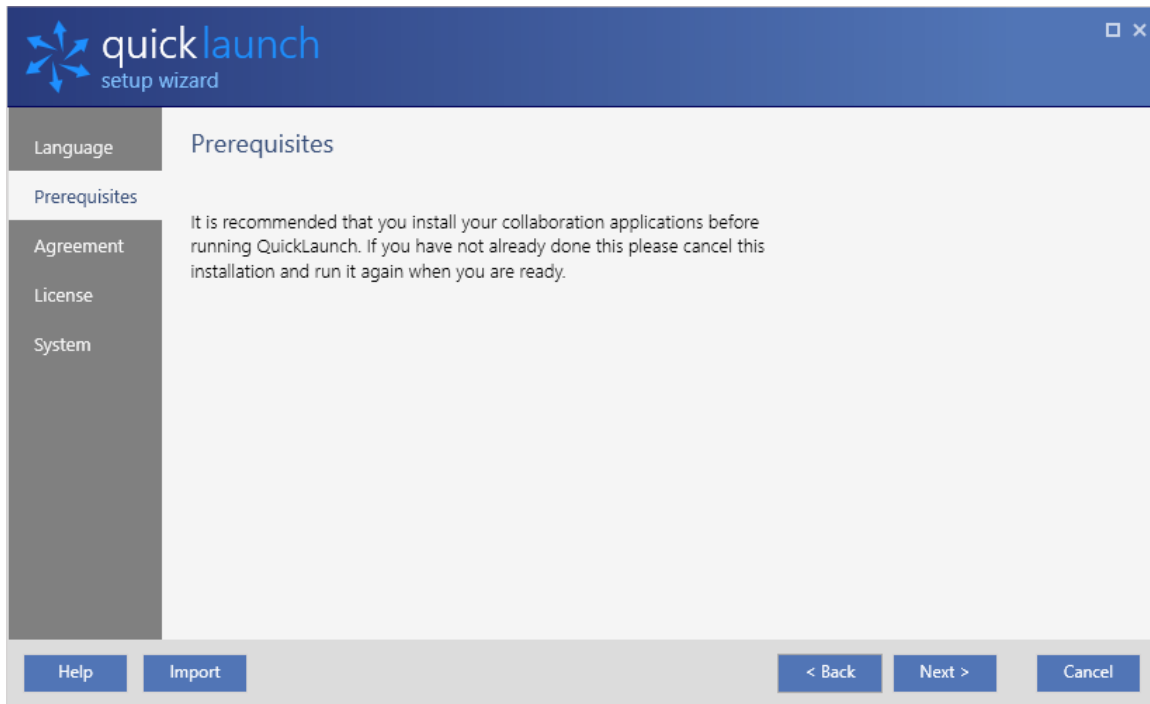 quicklaunch
setup wizard
Language
Prerequisites
Agreement
License
System
Prerequisites
It is recommended that you install your collaboration applications before
running QuickLaunch. If you have not already done this please cancel this
installation and run it again when you are ready.
Help
Import
< Back
Next >
Cancel